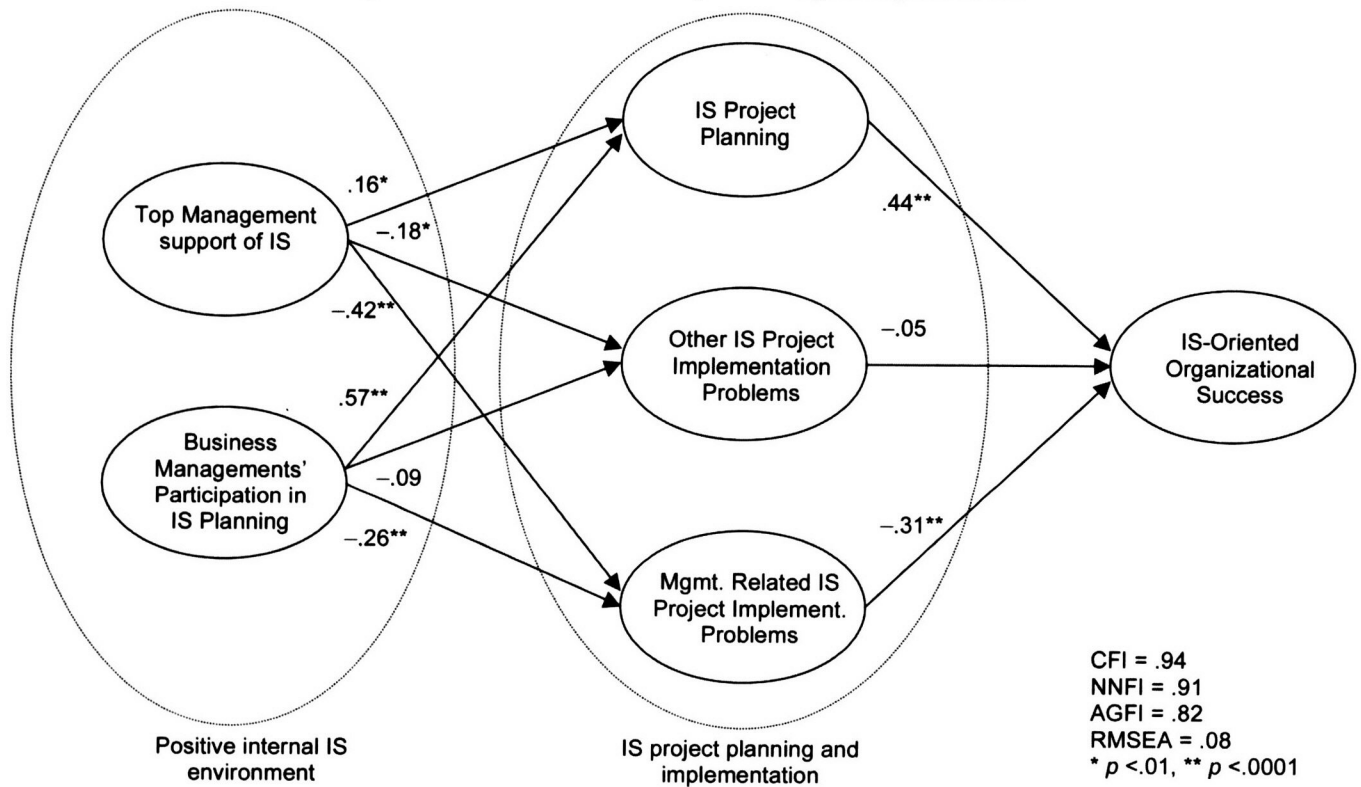 IS Project
Planning
.16*
Top Management
support of IS
–.18*
.44**
–.42**
Other IS Project
Implementation
Problems
–.05
IS-Oriented
Organizational
Success
.57**
Business
Managements'
Participation in
IS Planning
–.09
–.26**
–.31**
Mgmt. Related IS
Project Implement.
Problems
Positive internal IS
environment
IS project planning and
implementation
CFI = .94
NNFI = .91
AGFI = .82
RMSEA = .08
* p <.01, ** p <.0001